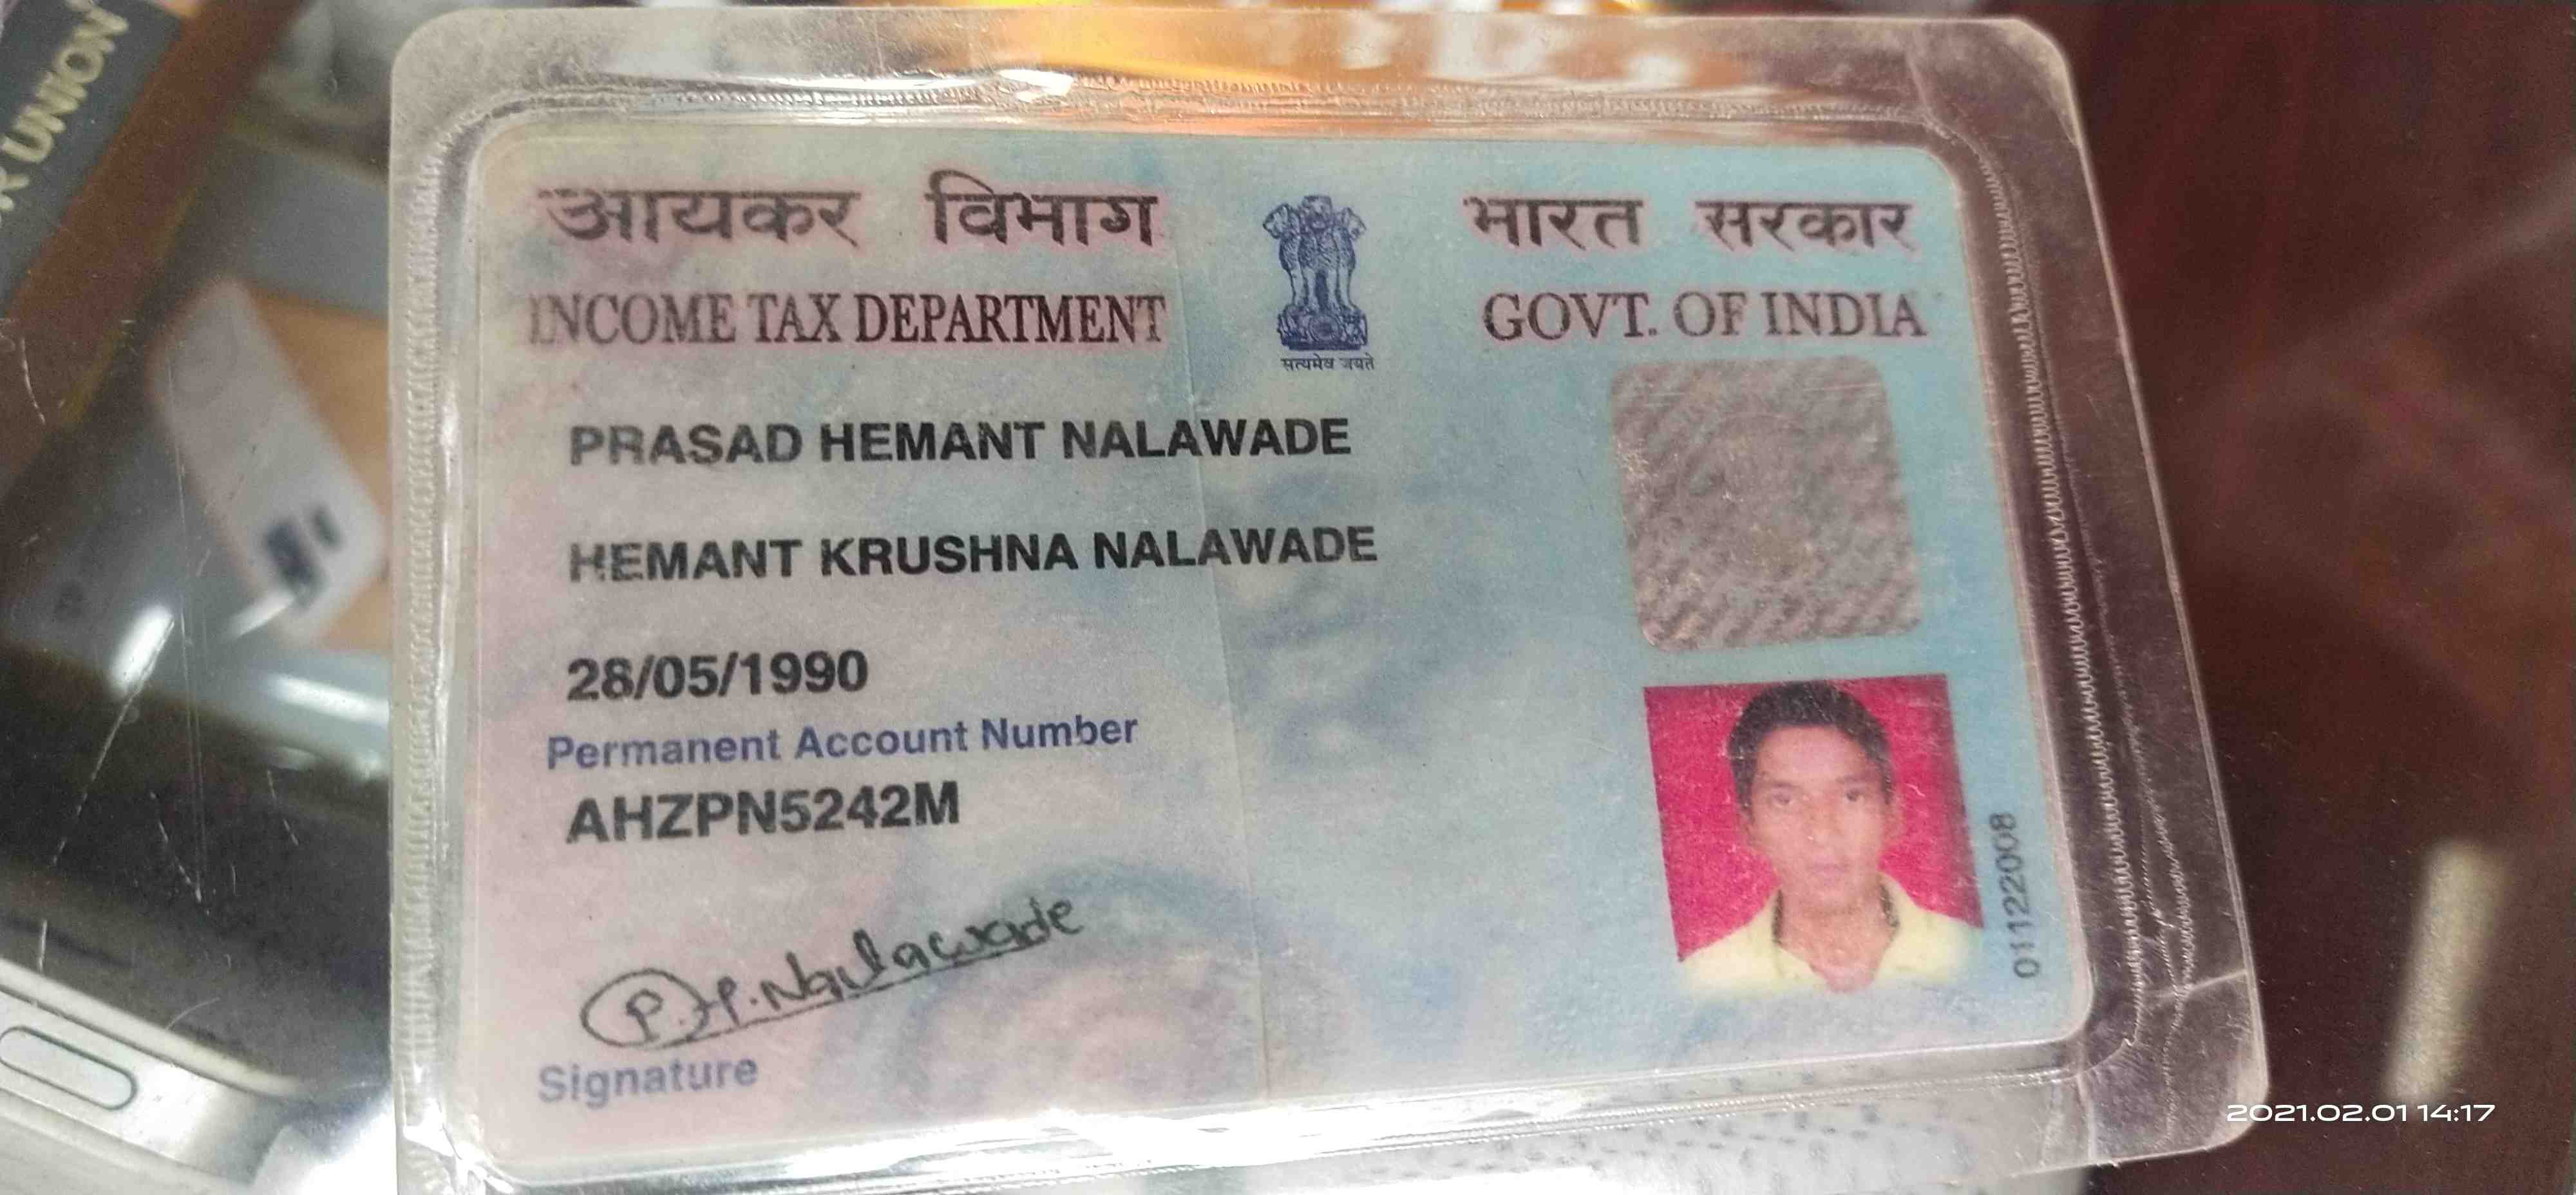 R UNION
आयकर विभाग
INCOME TAX DEPARTMENT
सत्यमेव जयते
भारत सरकार
GOVT. OF INDIA
PRASAD HEMANT NALAWADE
HEMANT KRUSHNA NALAWADE
28/05/1990
Permanent Account Number
AHZPN5242M
P. H. Nalawade
Signature
01122008
2021.02.01 14:17